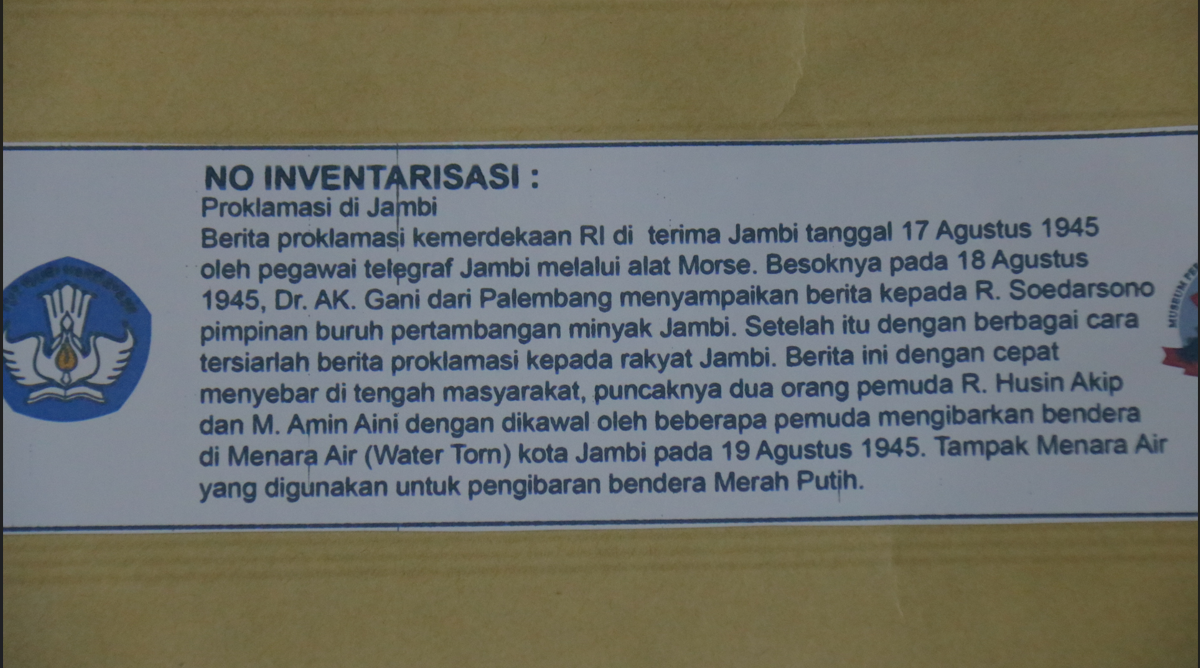 NO INVENTARISASI :
Proklamasi di Jambi
Berita proklamasi kemerdekaan RI di terima Jambi tanggal 17 Agustus 1945
oleh pegawai telegraf Jambi melalui alat Morse. Besoknya pada 18 Agustus
1945, Dr. AK. Gani dari Palembang menyampaikan berita kepada R. Soedarsono
pimpinan buruh pertambangan minyak Jambi. Setelah itu dengan berbagai cara
tersiarlah berita proklamasi kepada rakyat Jambi. Berita ini dengan cepat
menyebar di tengah masyarakat, puncaknya dua orang pemuda R. Husin Akip
dan M. Amin Aini dengan dikawal oleh beberapa pemuda mengibarkan bendera
di Menara Air (Water Torn) kota Jambi pada 19 Agustus 1945. Tampak Menara Air
yang digunakan untuk pengibaran bendera Merah Putih.
MUSEUM